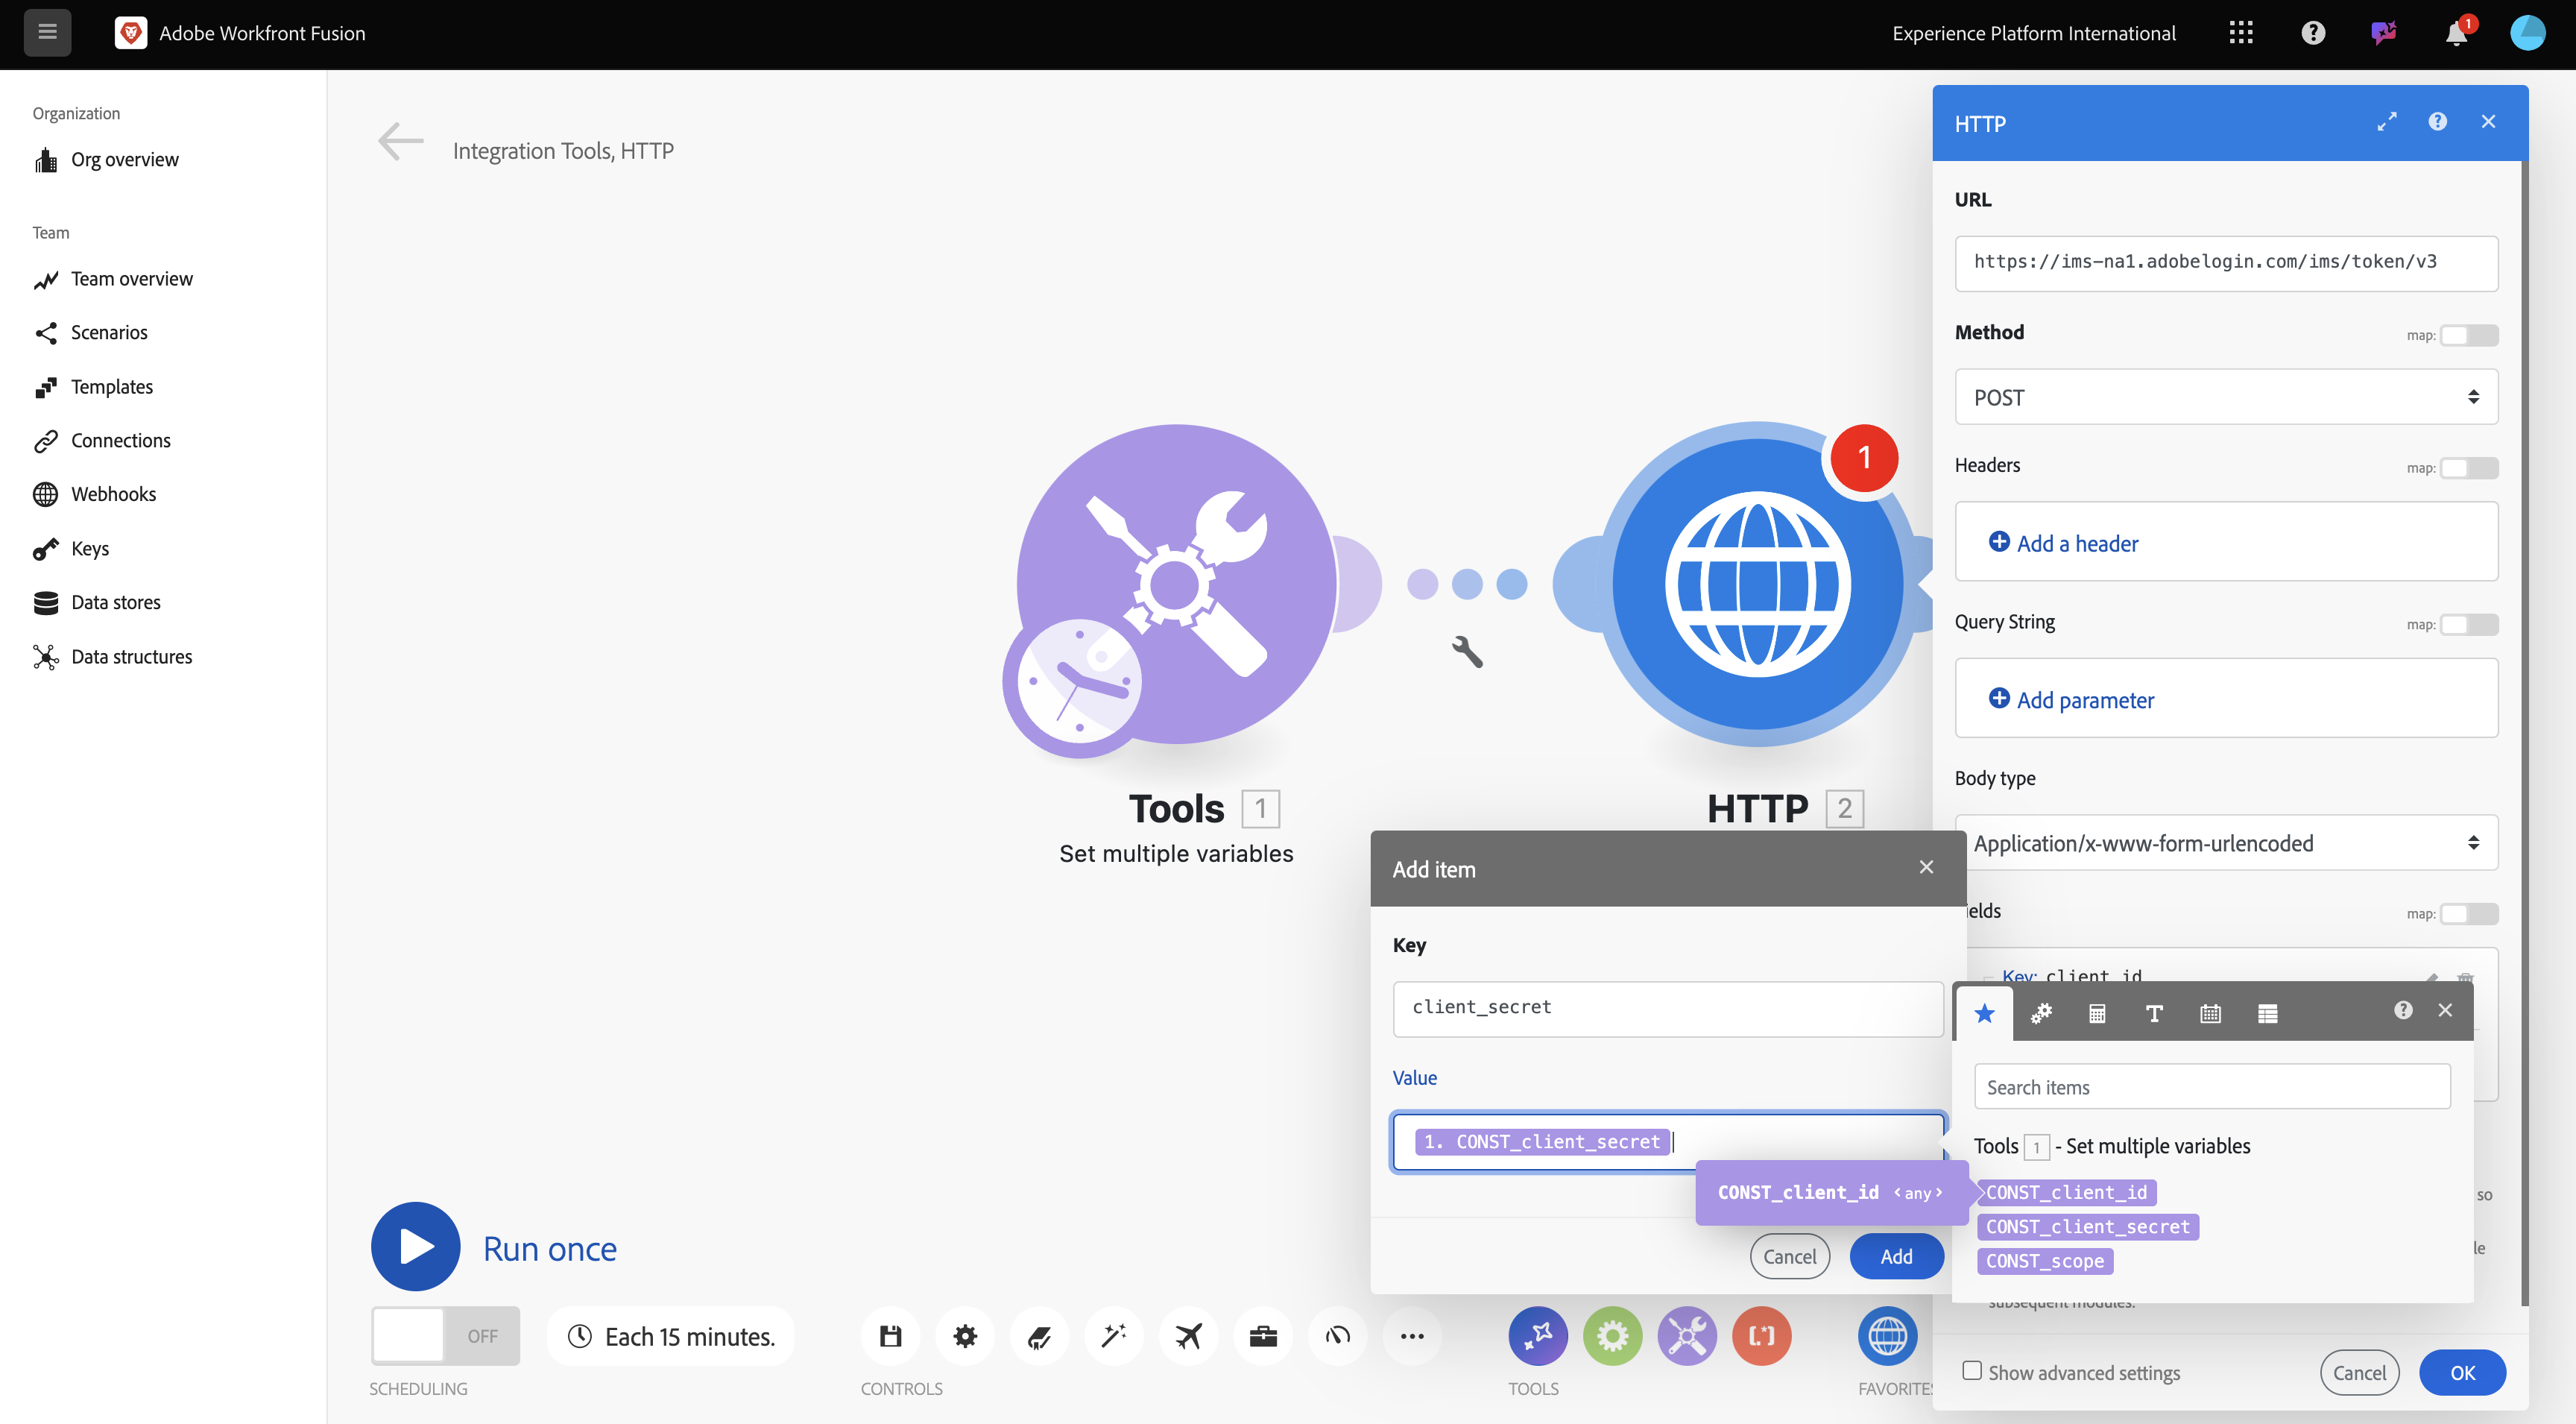 Adobe Workfront Fusion
Experience Platform International
1
Organization
Org overview
Team
Team overview
Scenarios
Templates
Connections
Webhooks
Keys
Data stores
Data structures
Integration Tools, HTTP
Tools 1
Set multiple variables
1
HTTP 2
HTTP
URL
https://ims-na1.adobelogin.com/ims/token/v3
Method
map:
POST
Headers
map:
Add a header
Query String
map:
Add parameter
Body type
Application/x-www-form-urlencoded
ields
map:
Key: client_id
Add item
Key
client_secret
Value
1. CONST_client_secret
CONST_client_id <any>
Cancel
Add
Search items
Tools 1 - Set multiple variables
CONST_client_id
CONST_client_secret
CONST_scope
so
le
subsequent modules.
Show advanced settings
Cancel
OK
Run once
OFF
Each 15 minutes.
[.*]
SCHEDULING
CONTROLS
TOOLS
FAVORITES